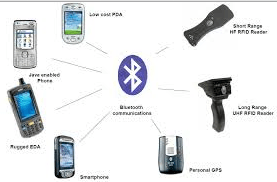 Low cost PDA
Short Range
HF RFID Reader
Java enabled
Phone
Bluetooth
communications
Long Range
UHF RFID Reader
Rugged EDA
Smartphone
Personal GPS